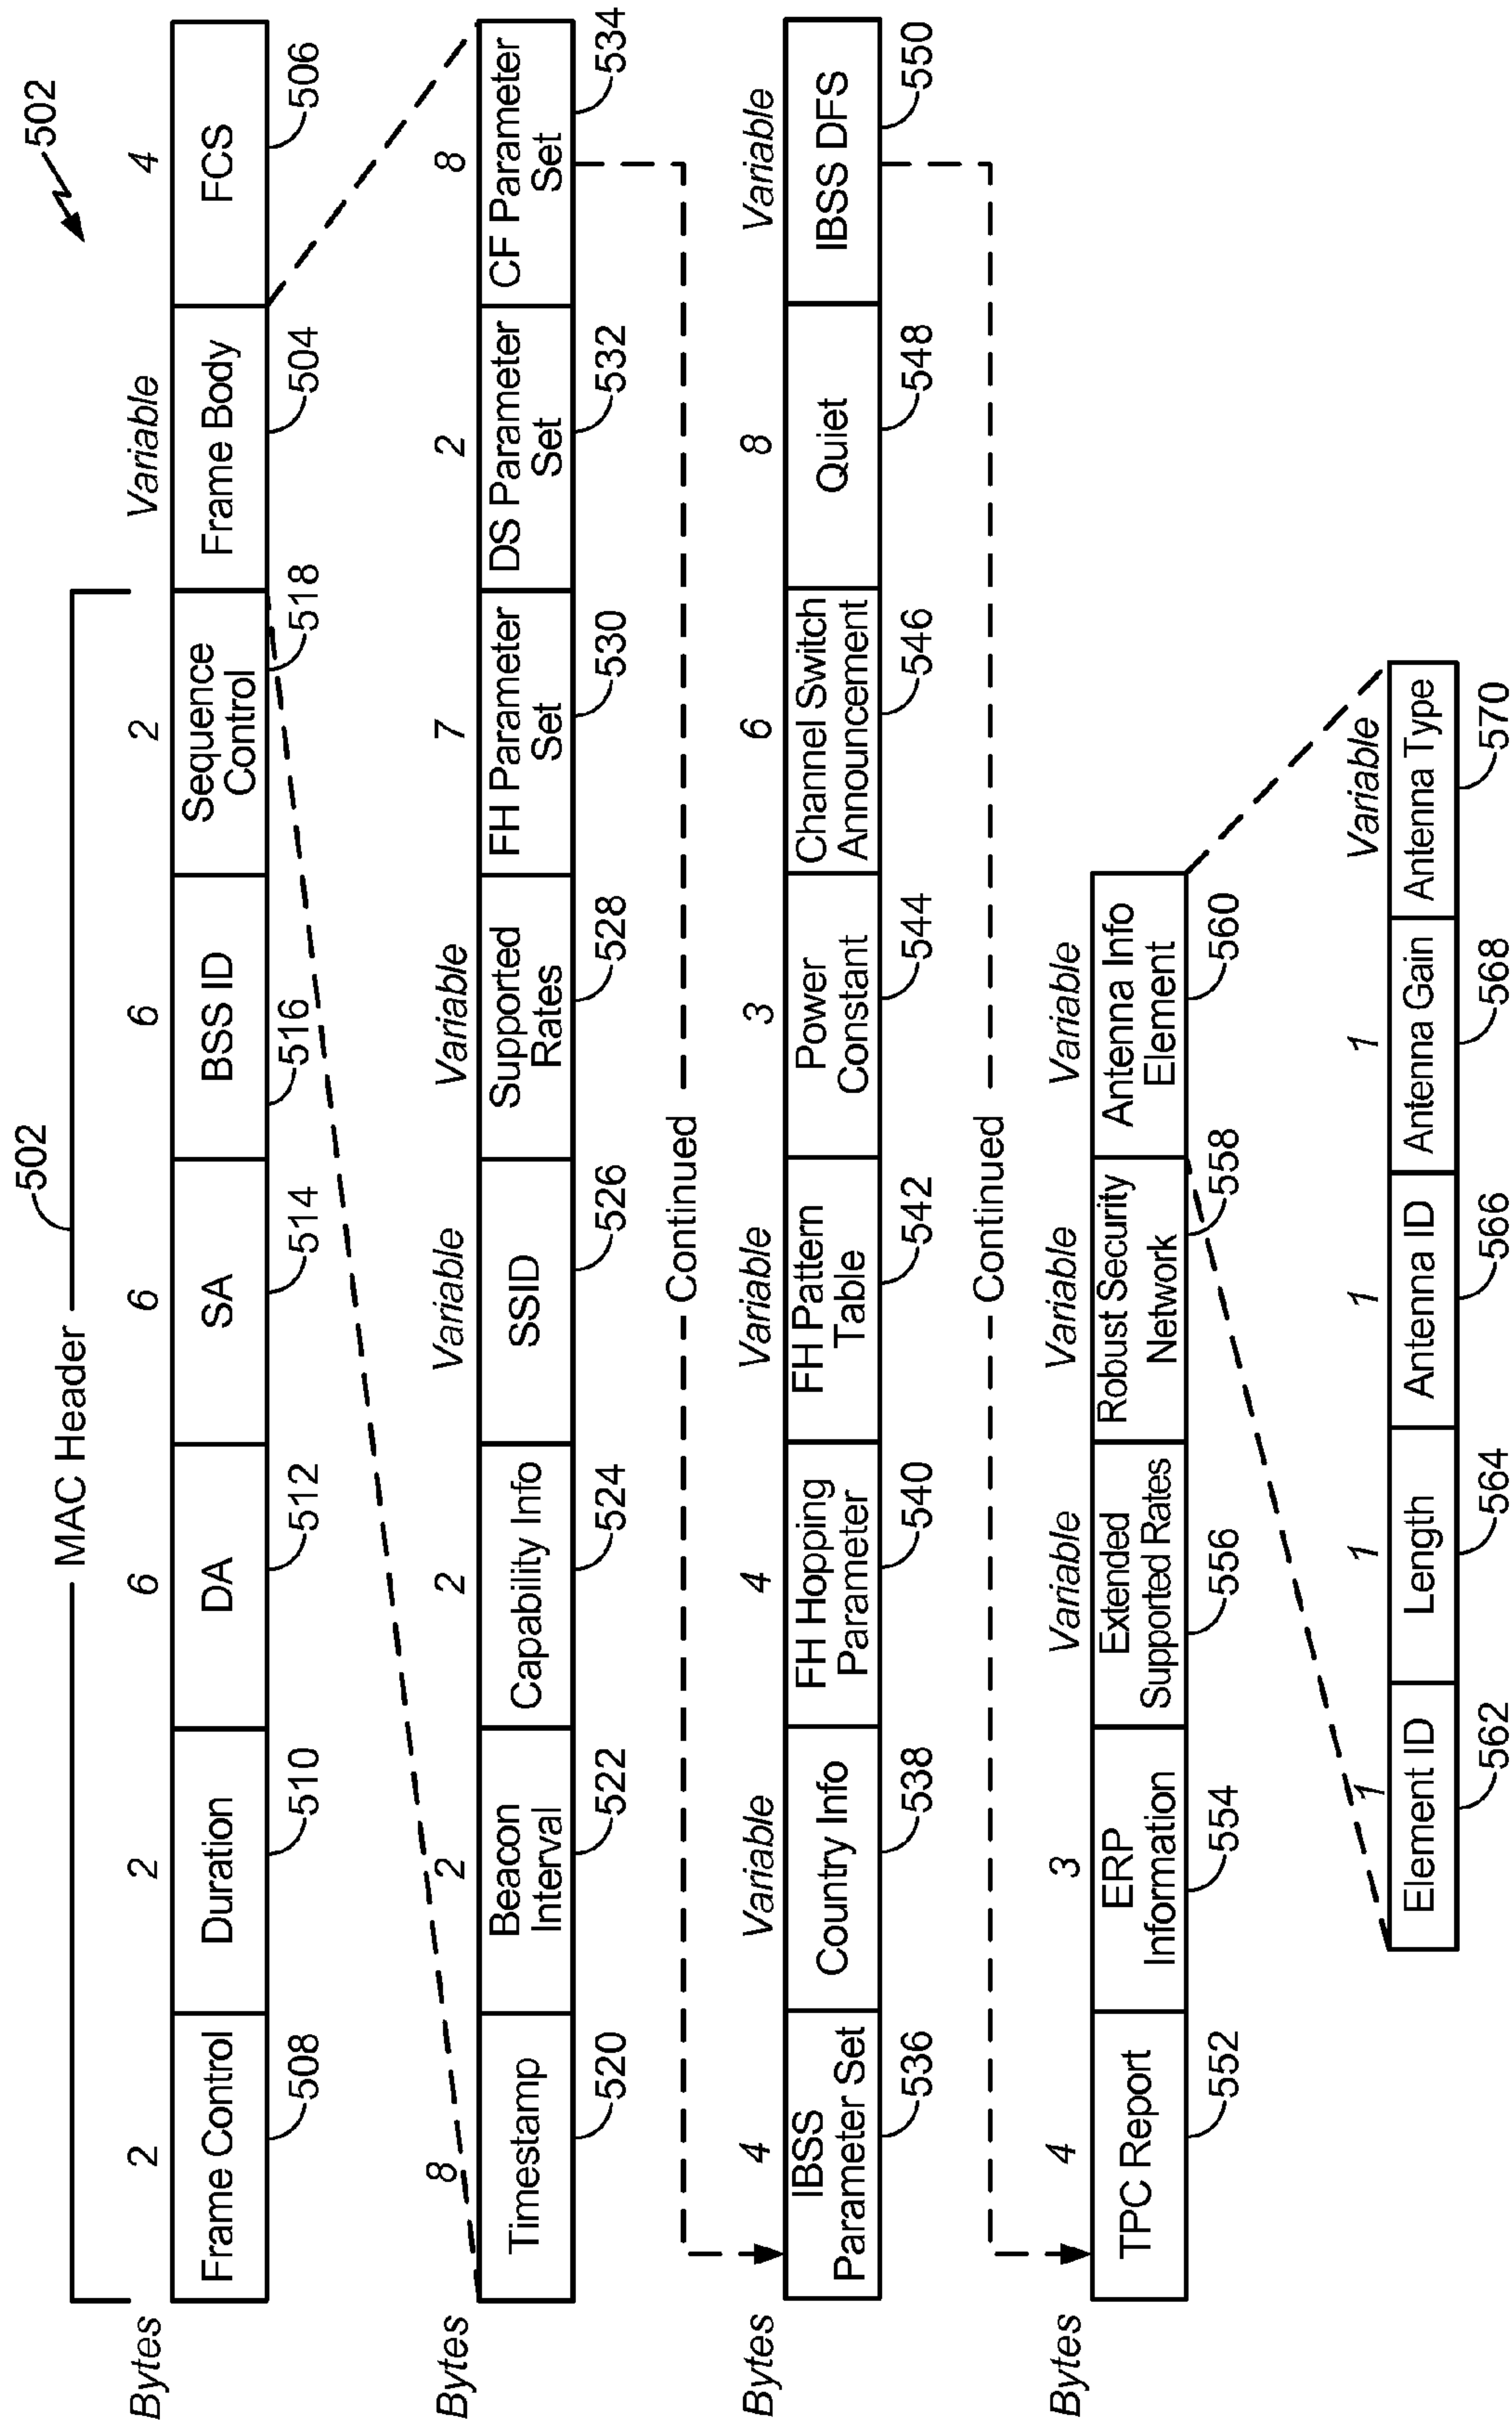 502
502
MAC Header
Bytes 2 2 6 6 6 2 Variable 4
Frame Control Duration DA SA BSS ID Sequence Control Frame Body FCS
508 510 512 514 516 518 504 506
Bytes 8 2 2 Variable Variable 7 2 8
Timestamp Beacon Interval Capability Info SSID Supported Rates FH Parameter Set DS Parameter Set CF Parameter Set
520 522 524 526 528 530 532 534
Continued
Bytes 4 Variable 4 Variable 3 6 8 Variable
IBSS Parameter Set Country Info FH Hopping Parameter FH Pattern Table Power Constant Channel Switch Announcement Quiet IBSS DFS
536 538 540 542 544 546 548 550
Continued
Bytes 4 3 Variable Variable Variable
TPC Report ERP Information Extended Supported Rates Robust Security Network Antenna Info Element
552 554 556 558 560
1 1 1 1 Variable
Element ID Length Antenna ID Antenna Gain Antenna Type
562 564 566 568 570